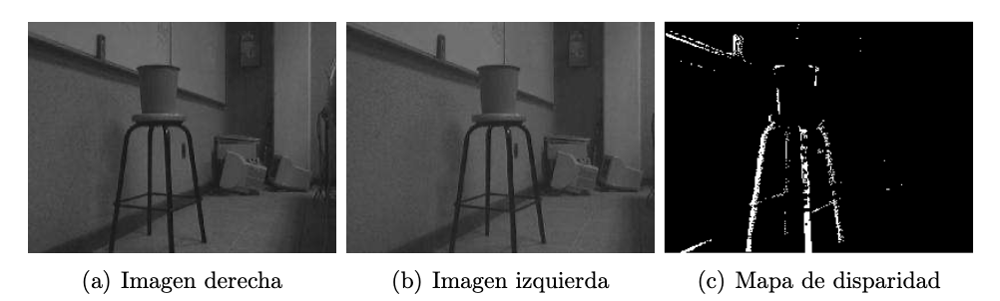 (a) Imagen derecha
(b) Imagen izquierda
(c) Mapa de disparidad